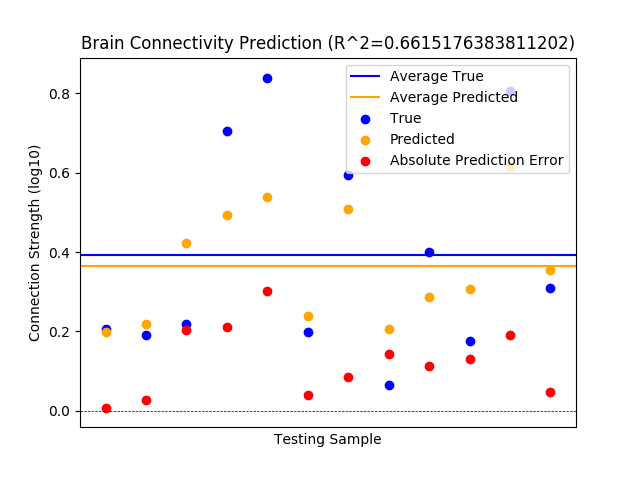 Brain Connectivity Prediction (R^2=0.6615176383811202)
Average True
Average Predicted
True
Predicted
Absolute Prediction Error
Connection Strength (log10)
0.8
0.6
0.4
0.2
0.0
Testing Sample